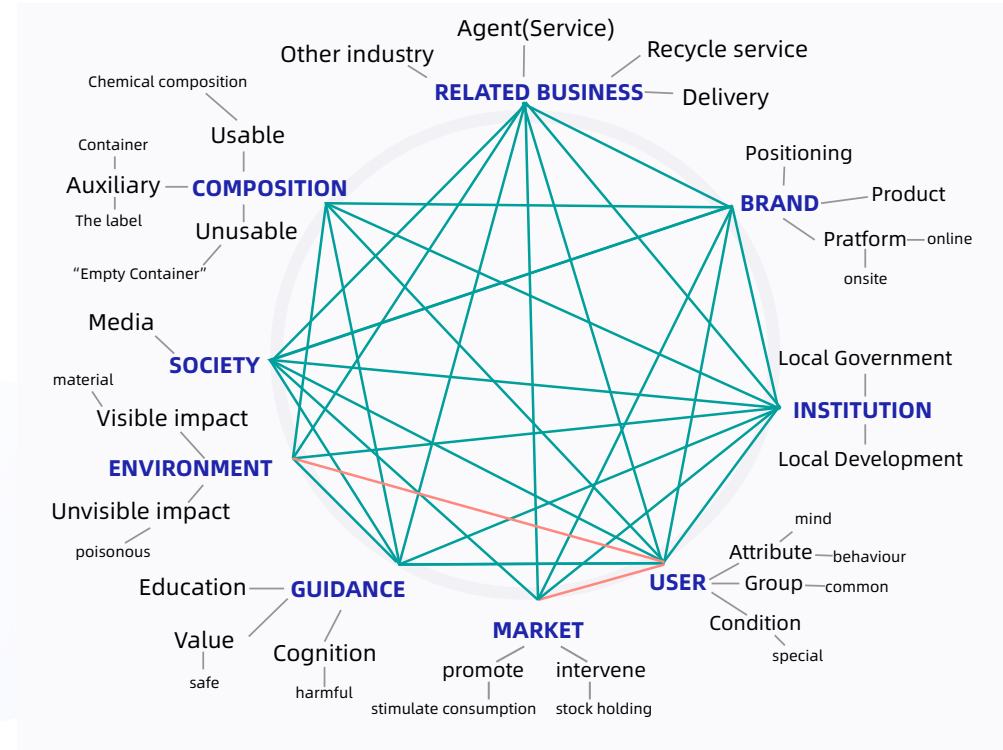 Agent(Service)
Other industry
Recycle service
RELATED BUSINESS
Delivery
Chemical composition
Usable
Container
Auxiliary
COMPOSITION
The label
Unusable
“Empty Container”
Positioning
BRAND
Product
Pratform
online
onsite
Media
SOCIETY
Local Government
INSTITUTION
Local Development
material
Visible impact
ENVIRONMENT
Unvisible impact
poisonous
mind
Attribute
behaviour
USER
Group
common
Condition
special
Education
GUIDANCE
Value
safe
Cognition
harmful
MARKET
promote
intervene
stimulate consumption
stock holding